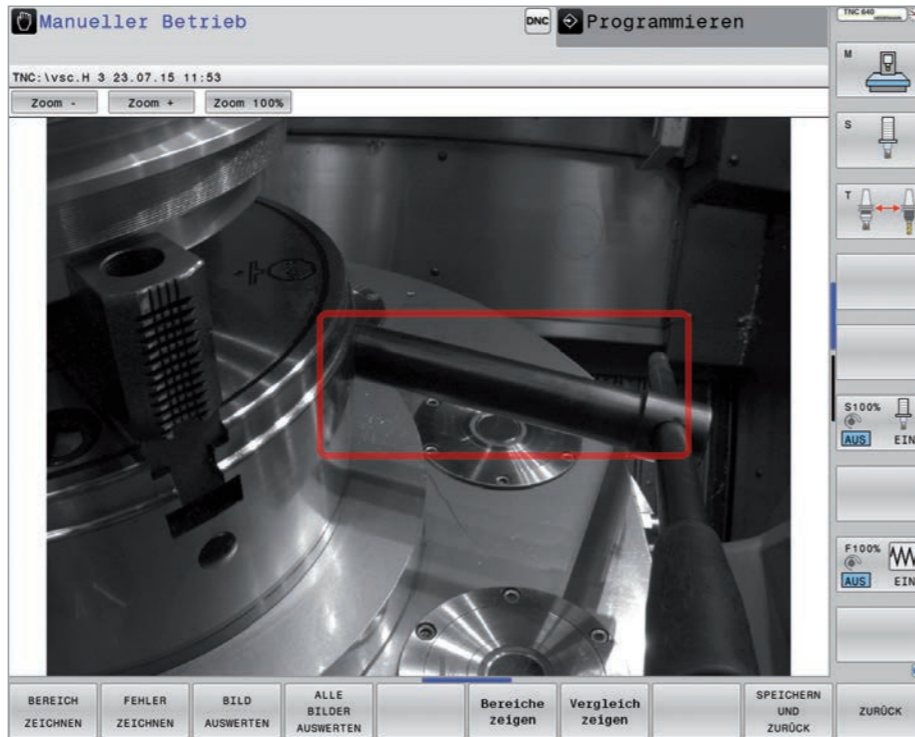 Manueller Betrieb
DNC
Programmieren
TNC 640
TNC:\vsc.H 3 23.07.15 11:53
Zoom -
Zoom +
Zoom 100%
M
S
T
S100%
AUS
EIN
F100%
AUS
EIN
BEREICH
ZEICHNEN
FEHLER
ZEICHNEN
BILD
AUSWERTEN
ALLE
BILDER
AUSWERTEN
Bereiche
zeigen
Vergleich
zeigen
SPEICHERN
UND
ZURÜCK
ZURÜCK